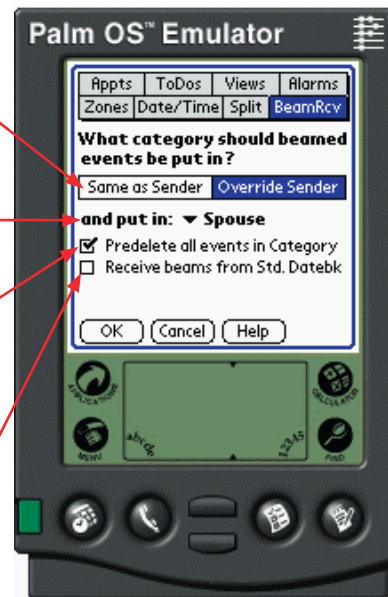 Palm OS™ Emulator
Appts ToDos Views Alarms
Zones Date/Time Split BeamRcv
What category should beamed
events be put in?
Same as Sender Override Sender
and put in: Spouse
Predelete all events in Category
Receive beams from Std. Datebk
OK Cancel Help
APPLICATIONS
CALCULATOR
MENU
abcde
12345
FIND